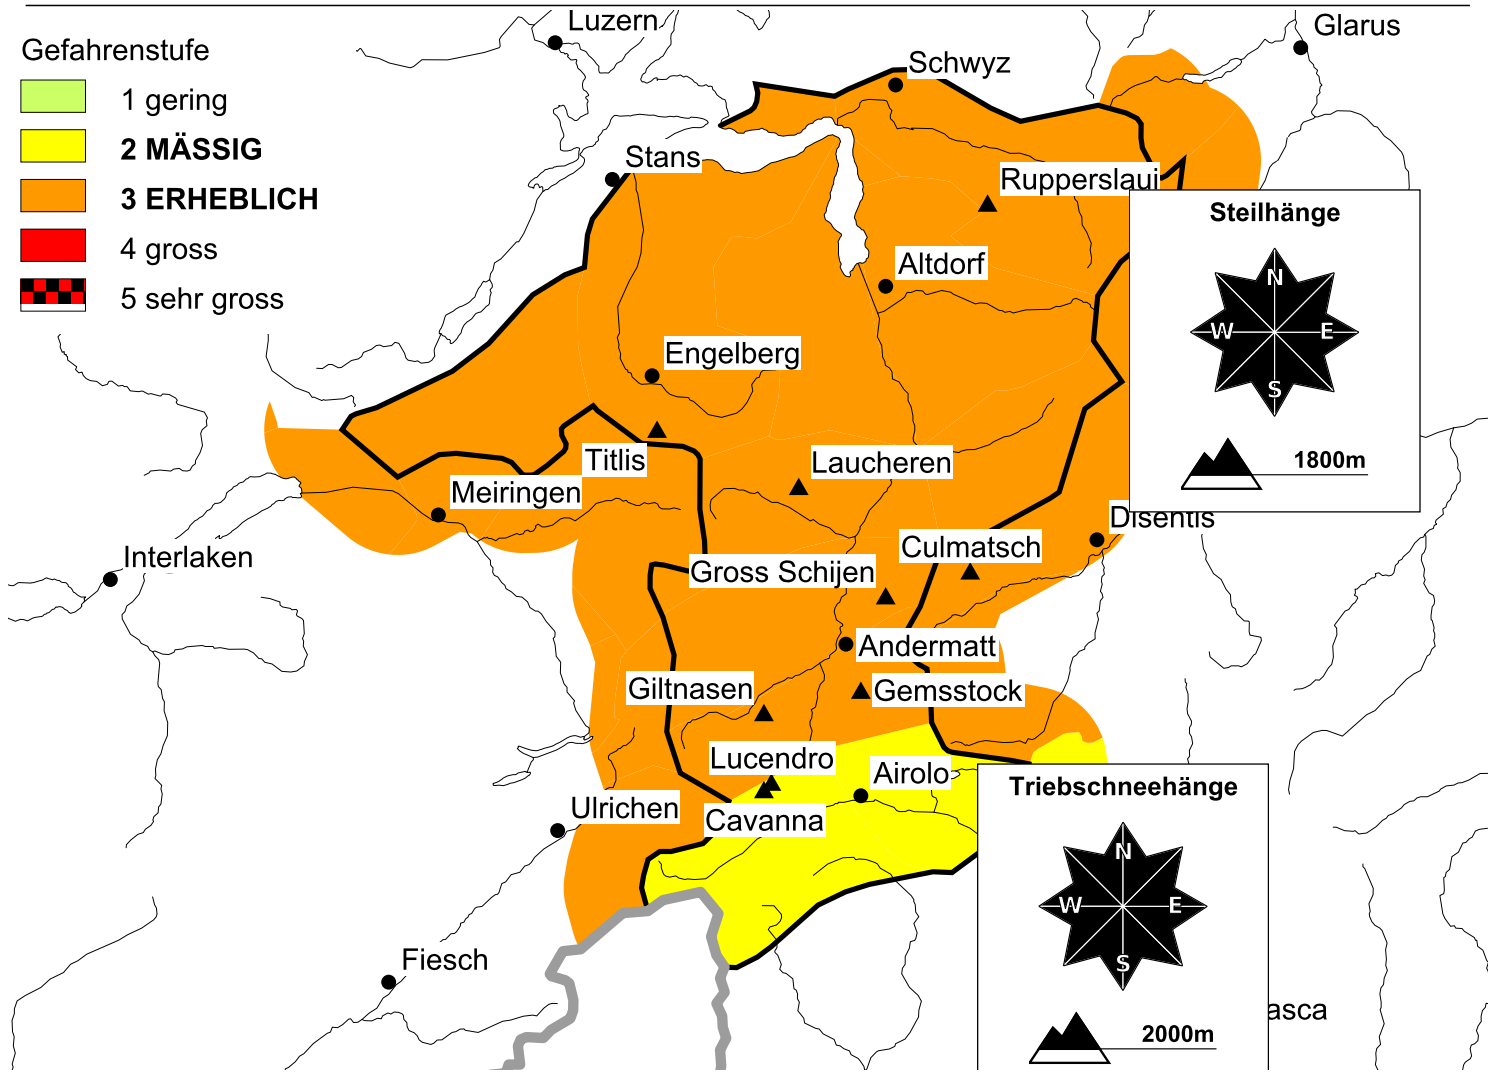 Gefahrenstufe
1 gering
2 MÄSSIG
3 ERHEBLICH
4 gross
5 sehr gross
Luzern
Glarus
Schwyz
Stans
Rupperslaui
Altdorf
Engelberg
Titlis
Laucheren
Meiringen
Interlaken
Disentis
Culmatsch
Gross Schijen
Andermatt
Giltnasen
Gemsstock
Lucendro
Airolo
Cavanna
Ulrichen
Fiesch
asca
Steilhänge
N
W E
S
1800m
Triebschneehänge
N
W E
S
2000m